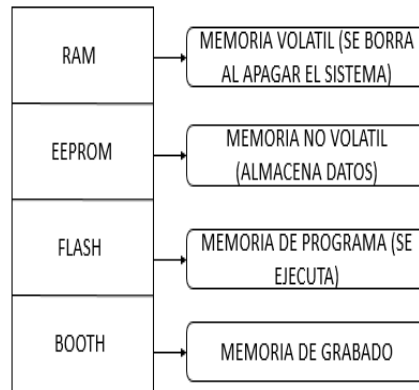 RAM
MEMORIA VOLATIL (SE BORRA
AL APAGAR EL SISTEMA)
EEPROM
MEMORIA NO VOLATIL
(ALMACENA DATOS)
FLASH
MEMORIA DE PROGRAMA (SE
EJECUTA)
BOOTH
MEMORIA DE GRABADO